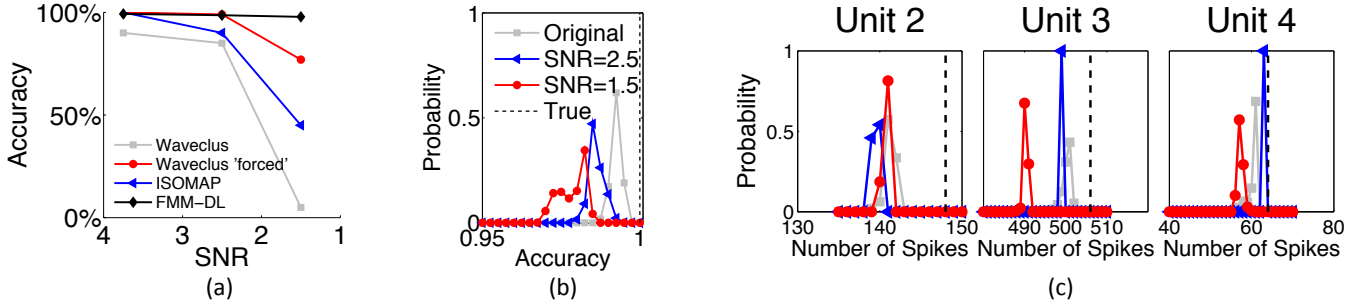 100%
50%
0%
Accuracy
Waveclus
Waveclus 'forced'
ISOMAP
FMM-DL
4 3 2 1
SNR
(a)
1
0.5
0
Probability
Original
SNR=2.5
SNR=1.5
True
0.95 1
Accuracy
(b)
Unit 2 Unit 3 Unit 4
1
0.5
0
Probability
130 140 150
Number of Spikes
490 500 510
Number of Spikes
40 60 80
Number of Spikes
(c)